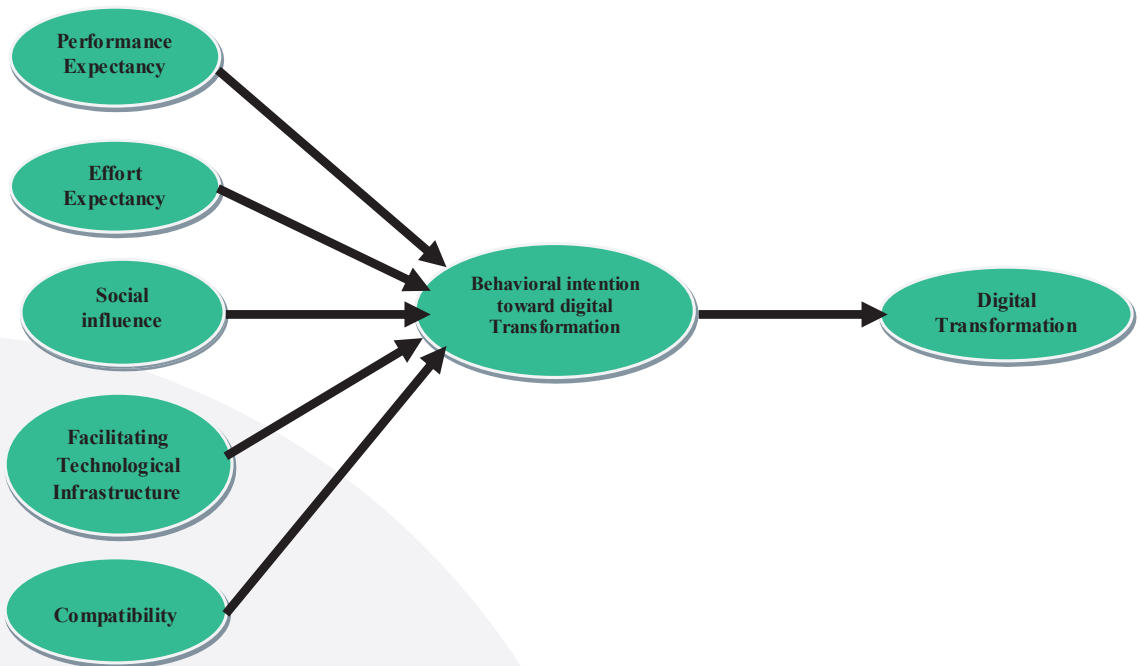 Performance
Expectancy
Effort
Expectancy
Social
influence
Facilitating
Technological
Infrastructure
Compatibility
Behavioral intention
toward digital
Transformation
Digital
Transformation